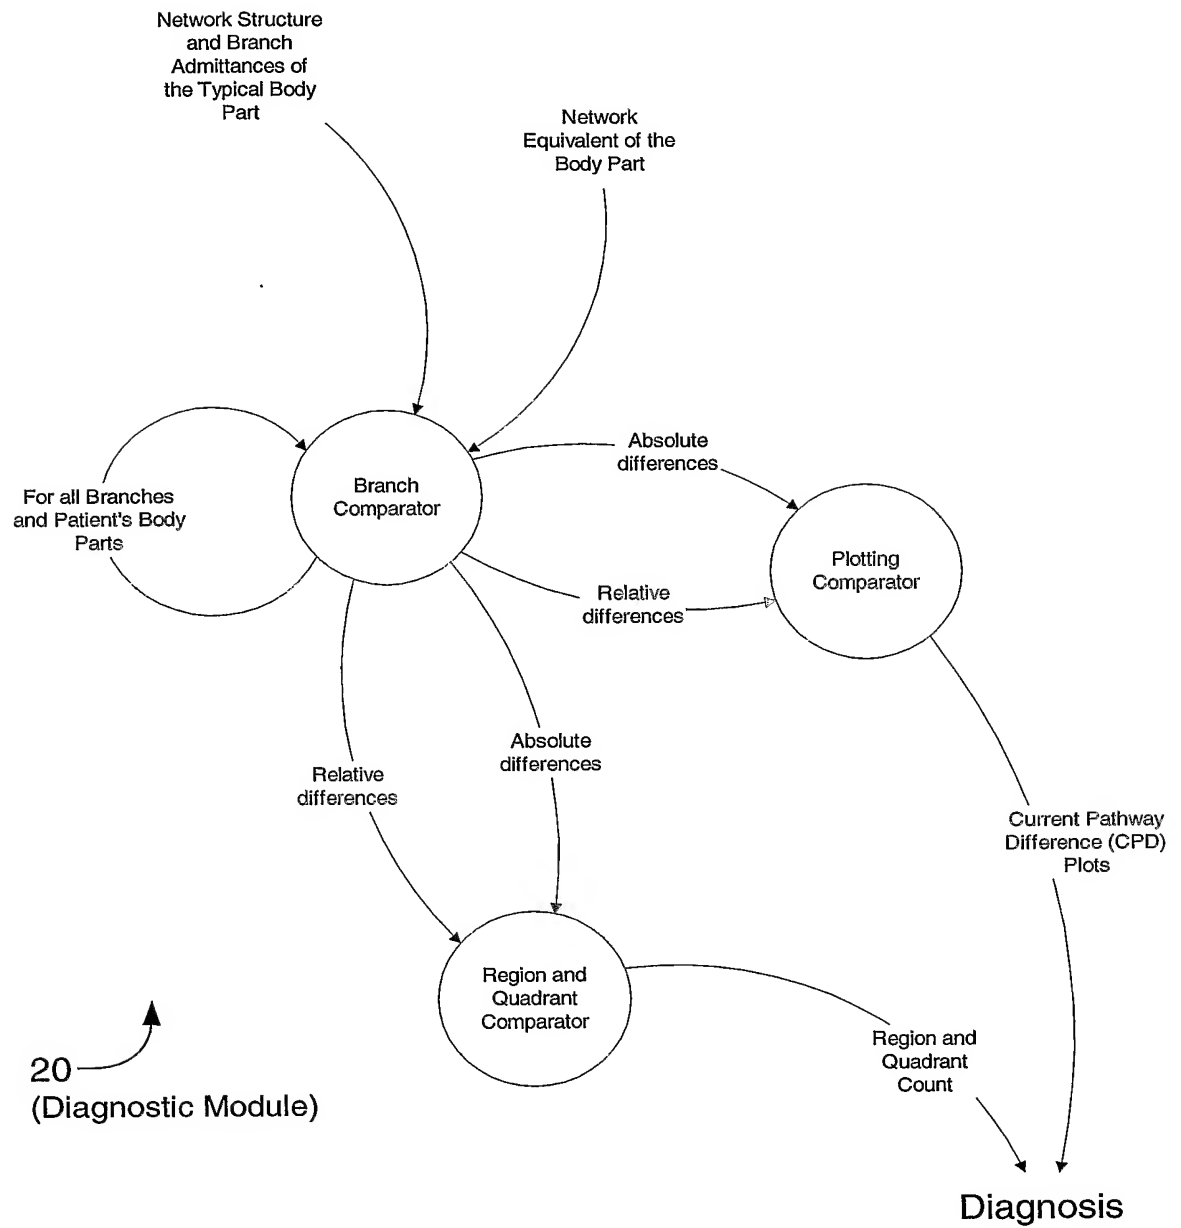 Network Structure
and Branch
Admittances of
the Typical Body
Part
Network
Equivalent of the
Body Part
Absolute
differences
Branch
Comparator
For all Branches
and Patient's Body
Parts
Plotting
Comparator
Relative
differences
Absolute
differences
Relative
differences
Current Pathway
Difference (CPD)
Plots
Region and
Quadrant
Comparator
Region and
Quadrant
Count
20
(Diagnostic Module)
Diagnosis